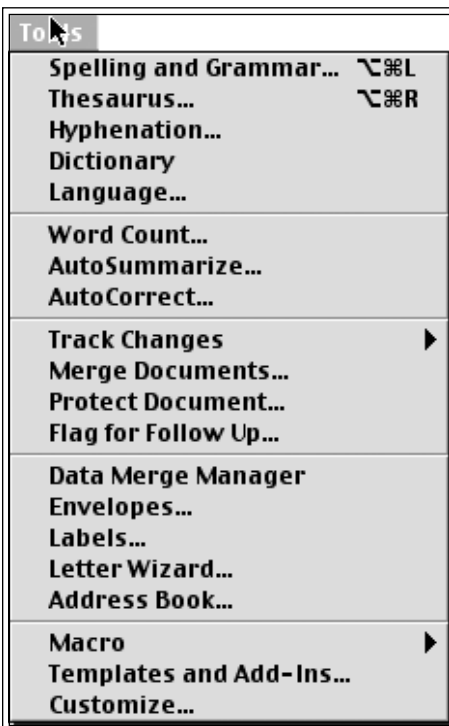 Tools
Spelling and Grammar... ⌥⌘L
Thesaurus... ⌥⌘R
Hyphenation...
Dictionary
Language...
Word Count...
AutoSummarize...
AutoCorrect...
Track Changes
Merge Documents...
Protect Document...
Flag for Follow Up...
Data Merge Manager
Envelopes...
Labels...
Letter Wizard...
Address Book...
Macro
Templates and Add-Ins...
Customize...